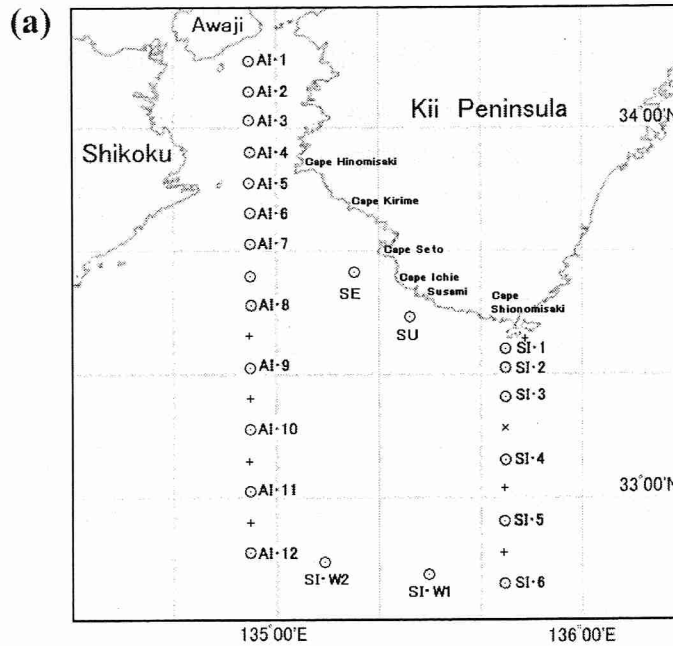 (a)
Awaji
AI·1
AI·2
Kii Peninsula
34°00'N
AI·3
Shikoku
AI·4
Cape Hinomisaki
AI·5
Cape Kirime
AI·6
AI·7
Cape Seto
SE
Cape Ichie
Susami
Cape
Shionomisaki
AI·8
SU
SI·1
SI·2
AI·9
SI·3
AI·10
SI·4
AI·11
33°00'N
SI·5
AI·12
SI·W2
SI·W1
SI·6
135°00'E
136°00'E